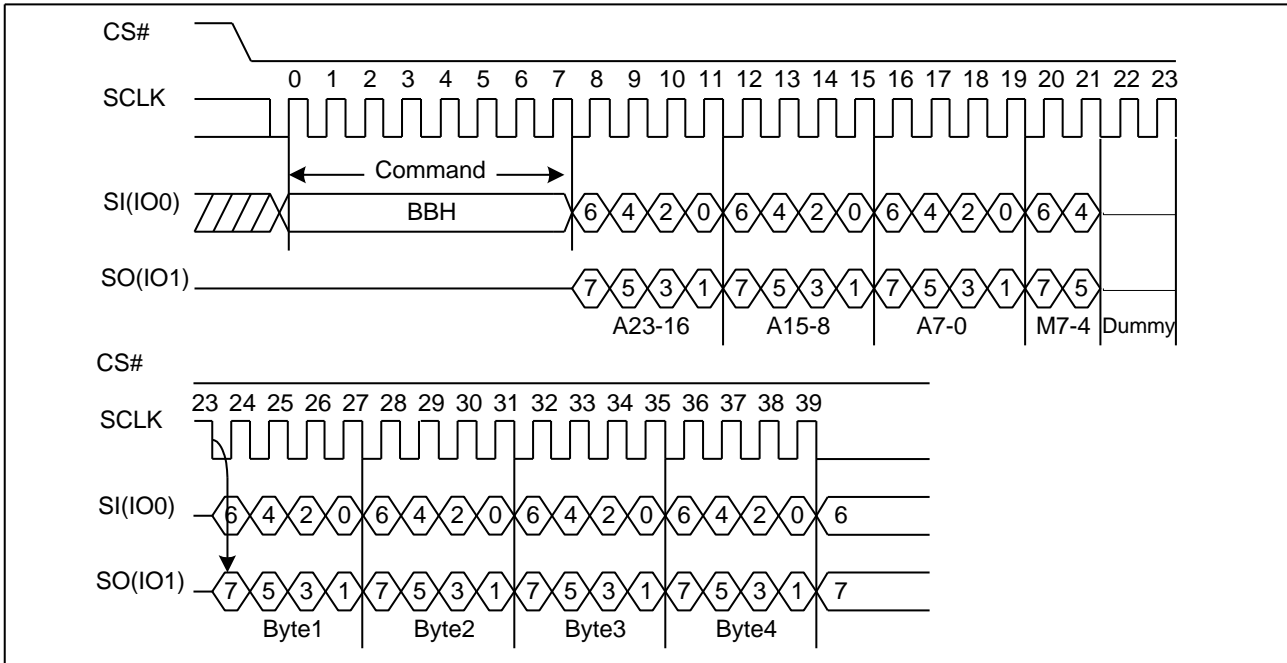 CS#
0 1 2 3 4 5 6 7 8 9 10 11 12 13 14 15 16 17 18 19 20 21 22 23
SCLK
Command
SI(IO0) BBH 6 4 2 0 6 4 2 0 6 4 2 0 6 4
SO(IO1) 7 5 3 1 7 5 3 1 7 5 3 1 7 5
A23-16 A15-8 A7-0 M7-4 Dummy
CS#
23 24 25 26 27 28 29 30 31 32 33 34 35 36 37 38 39
SCLK
SI(IO0) 6 4 2 0 6 4 2 0 6 4 2 0 6 4 2 0 6
SO(IO1) 7 5 3 1 7 5 3 1 7 5 3 1 7 5 3 1 7
Byte1 Byte2 Byte3 Byte4